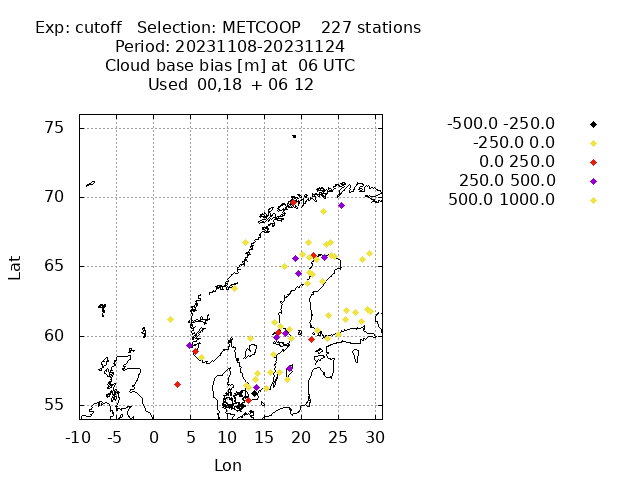 Exp: cutoff Selection: METCOOP 227 stations
Period: 20231108-20231124
Cloud base bias [m] at 06 UTC
Used 00,18 + 06 12
-500.0 -250.0
-250.0 0.0
0.0 250.0
250.0 500.0
500.0 1000.0
75
70
65
60
55
Lat
-10 -5 0 5 10 15 20 25 30
Lon